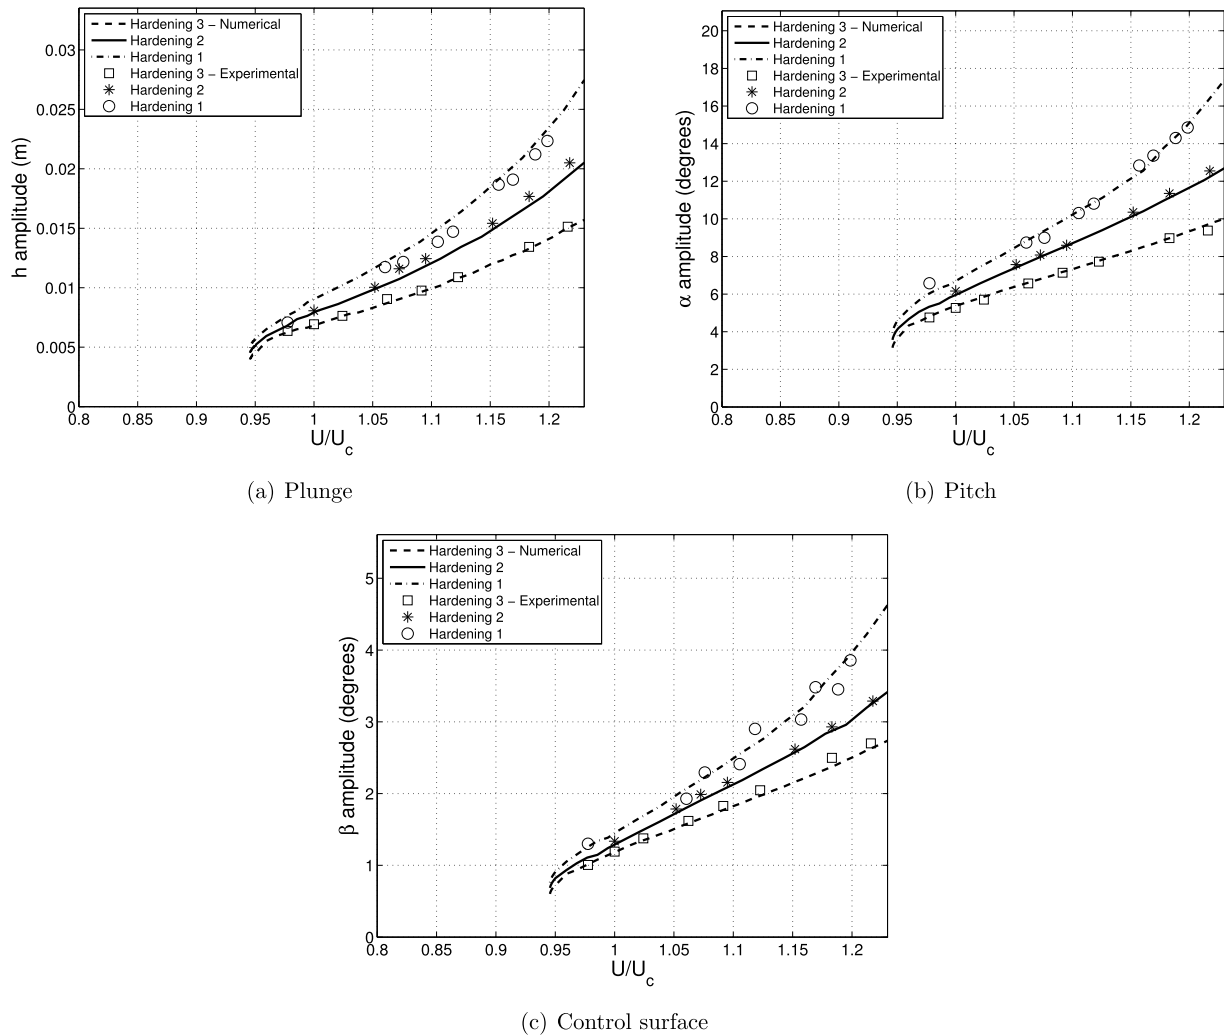 Hardening 3 − Numerical
Hardening 2
Hardening 1
Hardening 3 − Experimental
Hardening 2
Hardening 1
h amplitude (m)
0.03
0.025
0.02
0.015
0.01
0.005
0
0.8 0.85 0.9 0.95 1 1.05 1.1 1.15 1.2
U/Uc
(a) Plunge
Hardening 3 − Numerical
Hardening 2
Hardening 1
Hardening 3 − Experimental
Hardening 2
Hardening 1
α amplitude (degrees)
20
18
16
14
12
10
8
6
4
2
0
0.8 0.85 0.9 0.95 1 1.05 1.1 1.15 1.2
U/Uc
(b) Pitch
Hardening 3 − Numerical
Hardening 2
Hardening 1
Hardening 3 − Experimental
Hardening 2
Hardening 1
β amplitude (degrees)
5
4
3
2
1
0
0.8 0.85 0.9 0.95 1 1.05 1.1 1.15 1.2
U/Uc
(c) Control surface